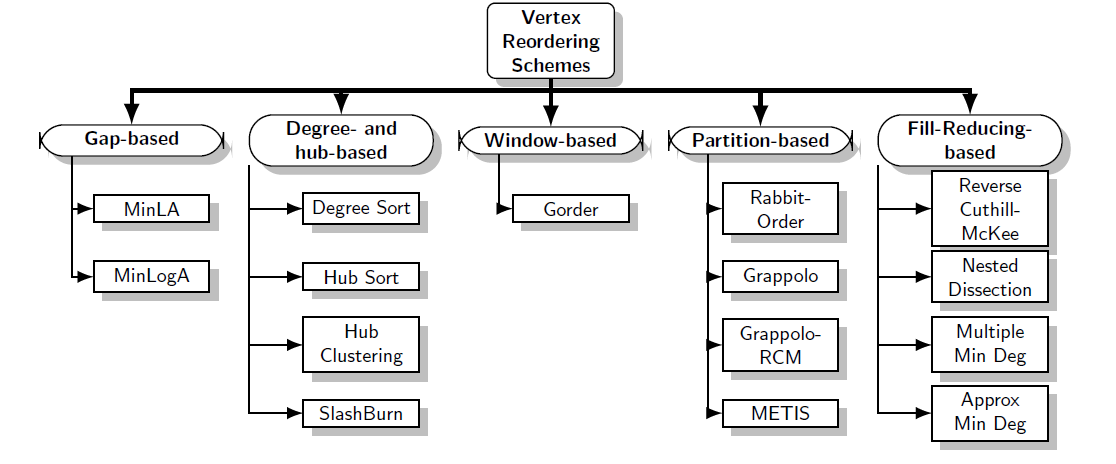 Vertex
Reordering
Schemes
Gap-based
Degree- and
hub-based
Window-based
Partition-based
Fill-Reducing-
based
MinLA
MinLogA
Degree Sort
Hub Sort
Hub
Clustering
SlashBurn
Gorder
Rabbit-
Order
Grappolo
Grappolo-
RCM
METIS
Reverse
Cuthill-
McKee
Nested
Dissection
Multiple
Min Deg
Approx
Min Deg